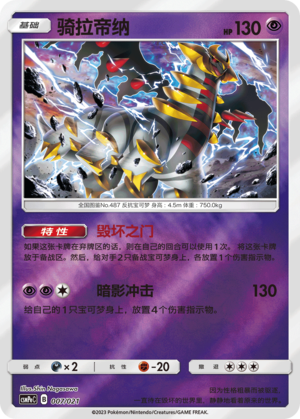 基础
骑拉帝纳
HP 130
全国图鉴No.487 反抗宝可梦 身高：4.5m 体重：750.0kg
特性 毁坏之门
如果这张卡牌在弃牌区的话，则在自己的回合可以使用1次。将这张卡牌
放于备战区。然后，给对手2只备战宝可梦身上，各放置1个伤害指示物。
暗影冲击 130
给自己的1只宝可梦身上，放置4个伤害指示物。
弱点 ×2 抗性 -20 撤退
Illus. Shin Nagasawa
CSMPcC B 007/021
©2023 Pokémon/Nintendo/Creatures/GAME FREAK.